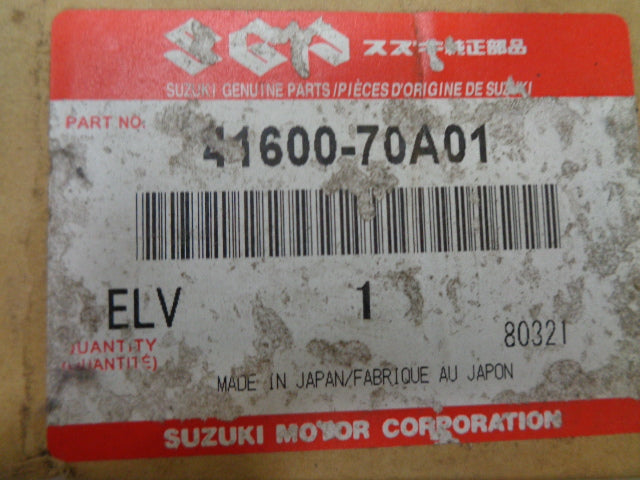 SGP スズキ純正部品
SUZUKI GENUINE PARTS/PIÈCES D'ORIGINE DE SUZUKI
PART NO.
41600-70A01
ELV 1
80321
QUANTITY
(QUANTITÉ)
MADE IN JAPAN/FABRIQUE AU JAPON
SUZUKI MOTOR CORPORATION